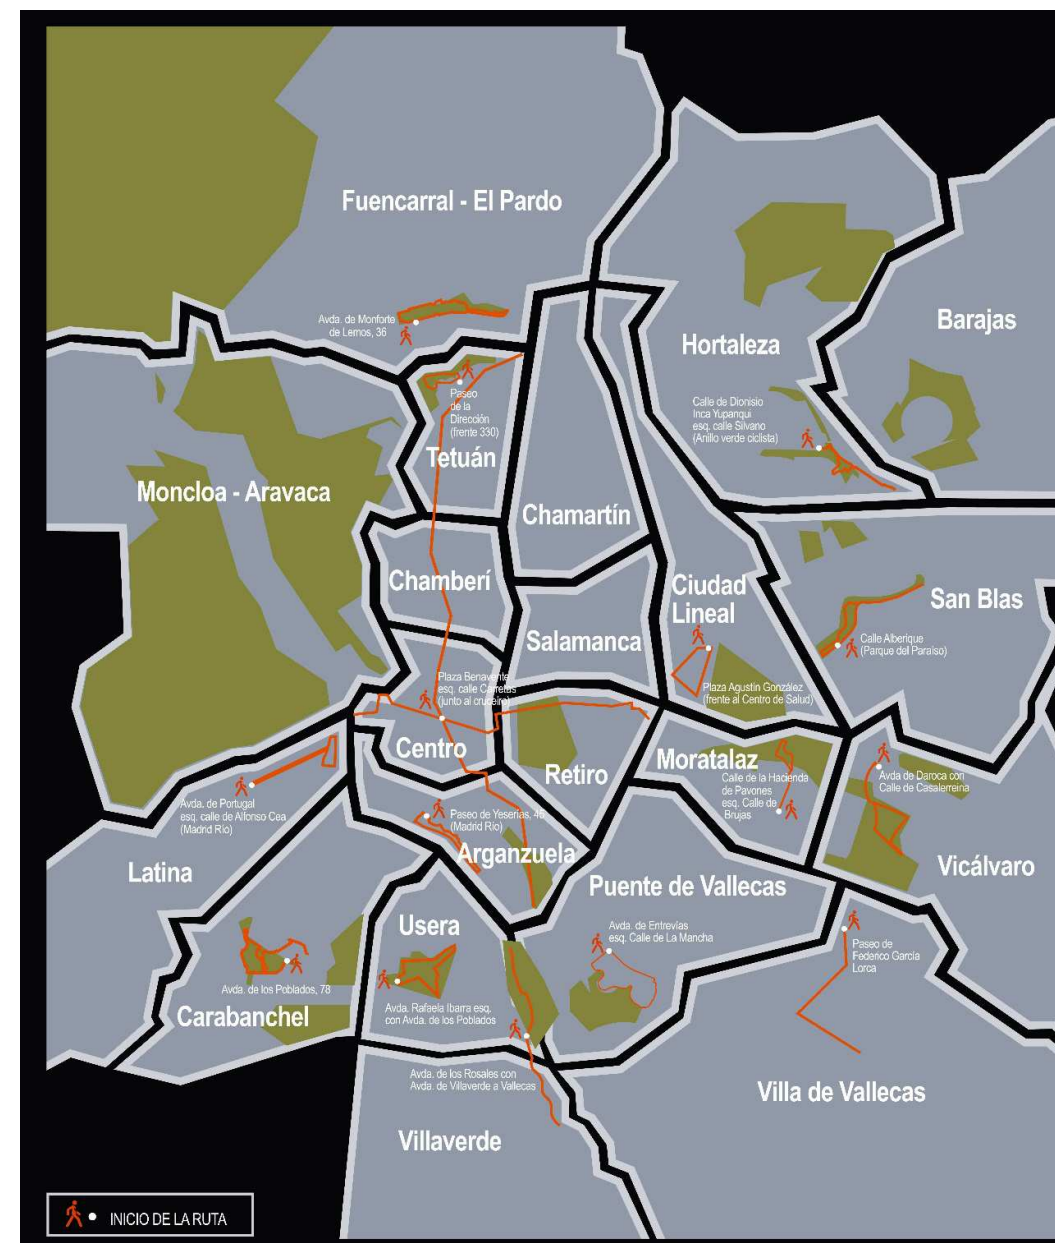 Fuencarral - El Pardo
Avda. de Monforte
de Lemos, 36
Barajas
Hortaleza
Paseo
de la
Dirección
(frente 330)
Calle de Dionisio
Inca Yupanqui
esq. calle Silvano
(Anillo verde ciclista)
Tetuán
Moncloa - Aravaca
Chamartín
Chamberí
Ciudad
Lineal
San Blas
Salamanca
Calle Alberique
(Parque del Paraíso)
Plaza Benavente
esq. calle Carretas
(junto al cruceiro)
Plaza Agustín González
(frente al Centro de Salud)
Centro
Retiro
Moratalaz
Calle de la Hacienda
de Pavones
esq. Calle de
Brujas
Avda de Daroca con
Calle de Casalerreina
Avda. de Portugal
esq. calle de Alfonso Cea
(Madrid Río)
Paseo de Yeserías, 45
(Madrid Río)
Arganzuela
Latina
Puente de Vallecas
Vicálvaro
Usera
Avda. de Entrevías
esq. Calle de La Mancha
Paseo de
Federico García
Lorca
Avda. de los Poblados, 78
Carabanchel
Avda. Rafaela Ibarra esq.
con Avda. de los Poblados
Avda. de los Rosales con
Avda. de Villaverde a Vallecas
Villa de Vallecas
Villaverde
INICIO DE LA RUTA